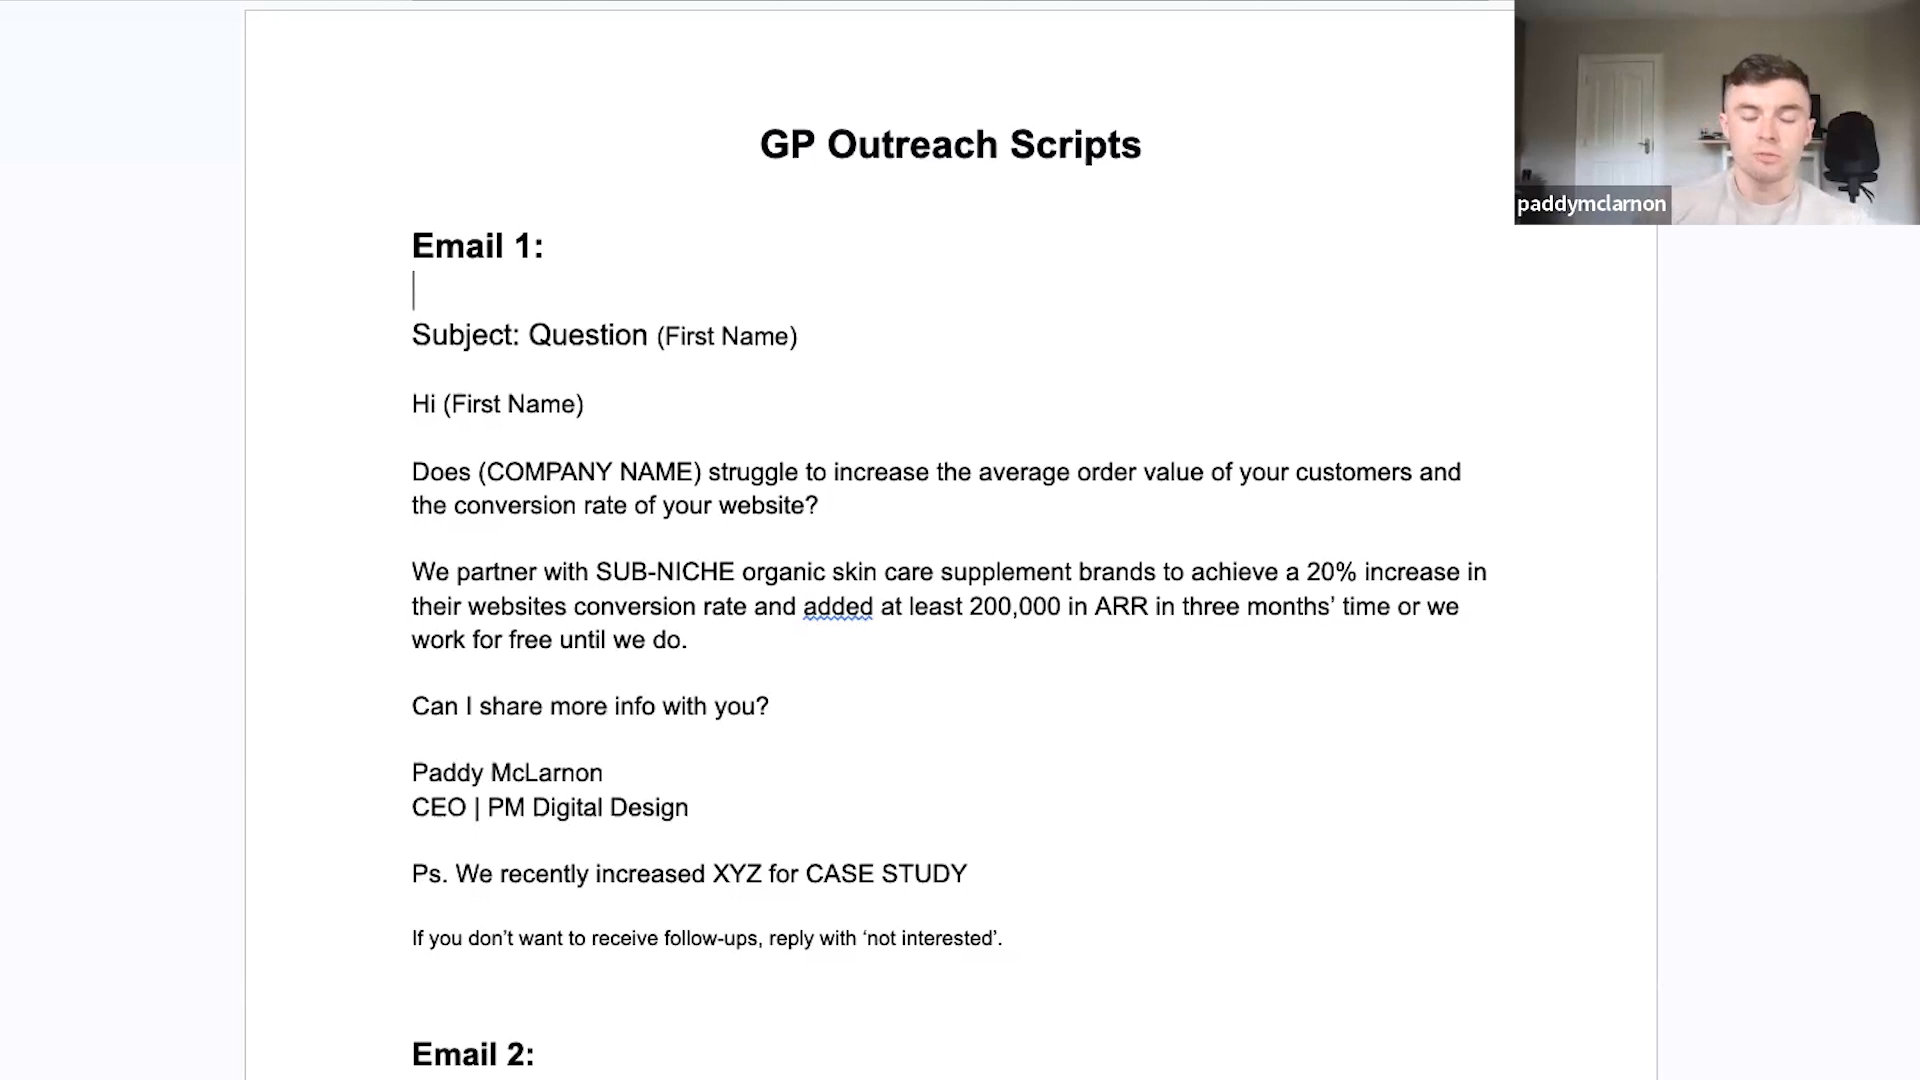 GP Outreach Scripts
paddymclarnon
Email 1:
Subject: Question (First Name)
Hi (First Name)
Does (COMPANY NAME) struggle to increase the average order value of your customers and
the conversion rate of your website?
We partner with SUB-NICHE organic skin care supplement brands to achieve a 20% increase in
their websites conversion rate and added at least 200,000 in ARR in three months’ time or we
work for free until we do.
Can I share more info with you?
Paddy McLarnon
CEO | PM Digital Design
Ps. We recently increased XYZ for CASE STUDY
If you don’t want to receive follow-ups, reply with ‘not interested’.
Email 2: